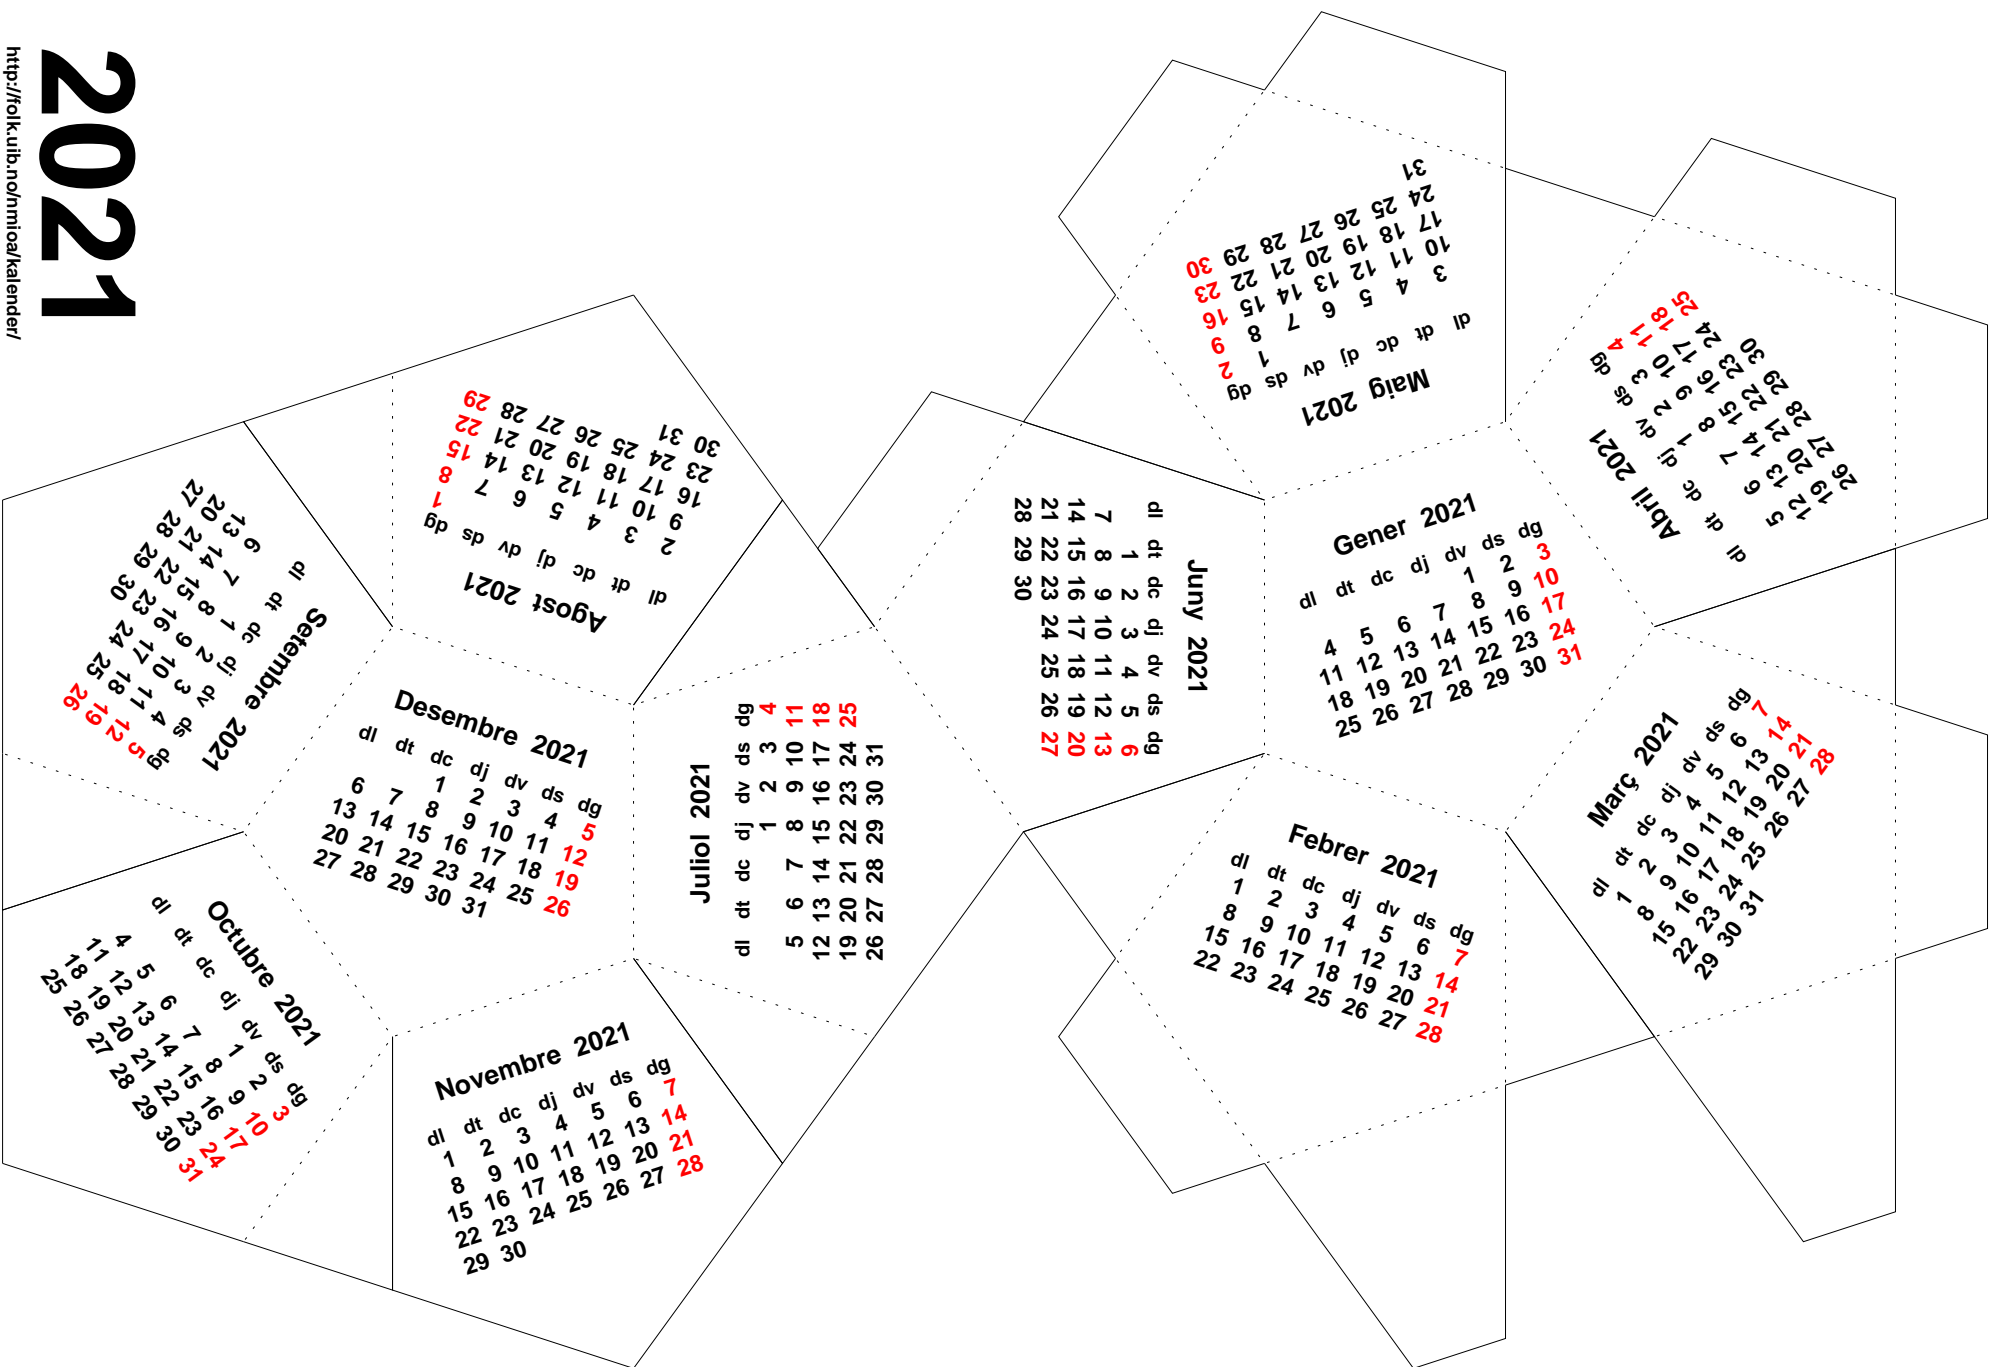 2021
http://folk.uib.no/nmioa/kalender/
Gener 2021
dl dt dc dj dv ds dg
1 2 3
4 5 6 7 8 9 10
11 12 13 14 15 16 17
18 19 20 21 22 23 24
25 26 27 28 29 30 31
Febrer 2021
dl dt dc dj dv ds dg
1 2 3 4 5 6 7
8 9 10 11 12 13 14
15 16 17 18 19 20 21
22 23 24 25 26 27 28
Març 2021
dl dt dc dj dv ds dg
1 2 3 4 5 6 7
8 9 10 11 12 13 14
15 16 17 18 19 20 21
22 23 24 25 26 27 28
29 30 31
Abril 2021
dl dt dc dj dv ds dg
1 2 3 4
5 6 7 8 9 10 11
12 13 14 15 16 17 18
19 20 21 22 23 24 25
26 27 28 29 30
Maig 2021
dl dt dc dj dv ds dg
1 2
3 4 5 6 7 8 9
10 11 12 13 14 15 16
17 18 19 20 21 22 23
24 25 26 27 28 29 30
31
Juny 2021
dl dt dc dj dv ds dg
1 2 3 4 5 6
7 8 9 10 11 12 13
14 15 16 17 18 19 20
21 22 23 24 25 26 27
28 29 30
Juliol 2021
dl dt dc dj dv ds dg
1 2 3 4
5 6 7 8 9 10 11
12 13 14 15 16 17 18
19 20 21 22 23 24 25
26 27 28 29 30 31
Agost 2021
dl dt dc dj dv ds dg
1
2 3 4 5 6 7 8
9 10 11 12 13 14 15
16 17 18 19 20 21 22
23 24 25 26 27 28 29
30 31
Setembre 2021
dl dt dc dj dv ds dg
1 2 3 4 5
6 7 8 9 10 11 12
13 14 15 16 17 18 19
20 21 22 23 24 25 26
27 28 29 30
Octubre 2021
dl dt dc dj dv ds dg
1 2 3
4 5 6 7 8 9 10
11 12 13 14 15 16 17
18 19 20 21 22 23 24
25 26 27 28 29 30 31
Novembre 2021
dl dt dc dj dv ds dg
1 2 3 4 5 6 7
8 9 10 11 12 13 14
15 16 17 18 19 20 21
22 23 24 25 26 27 28
29 30
Desembre 2021
dl dt dc dj dv ds dg
1 2 3 4 5
6 7 8 9 10 11 12
13 14 15 16 17 18 19
20 21 22 23 24 25 26
27 28 29 30 31